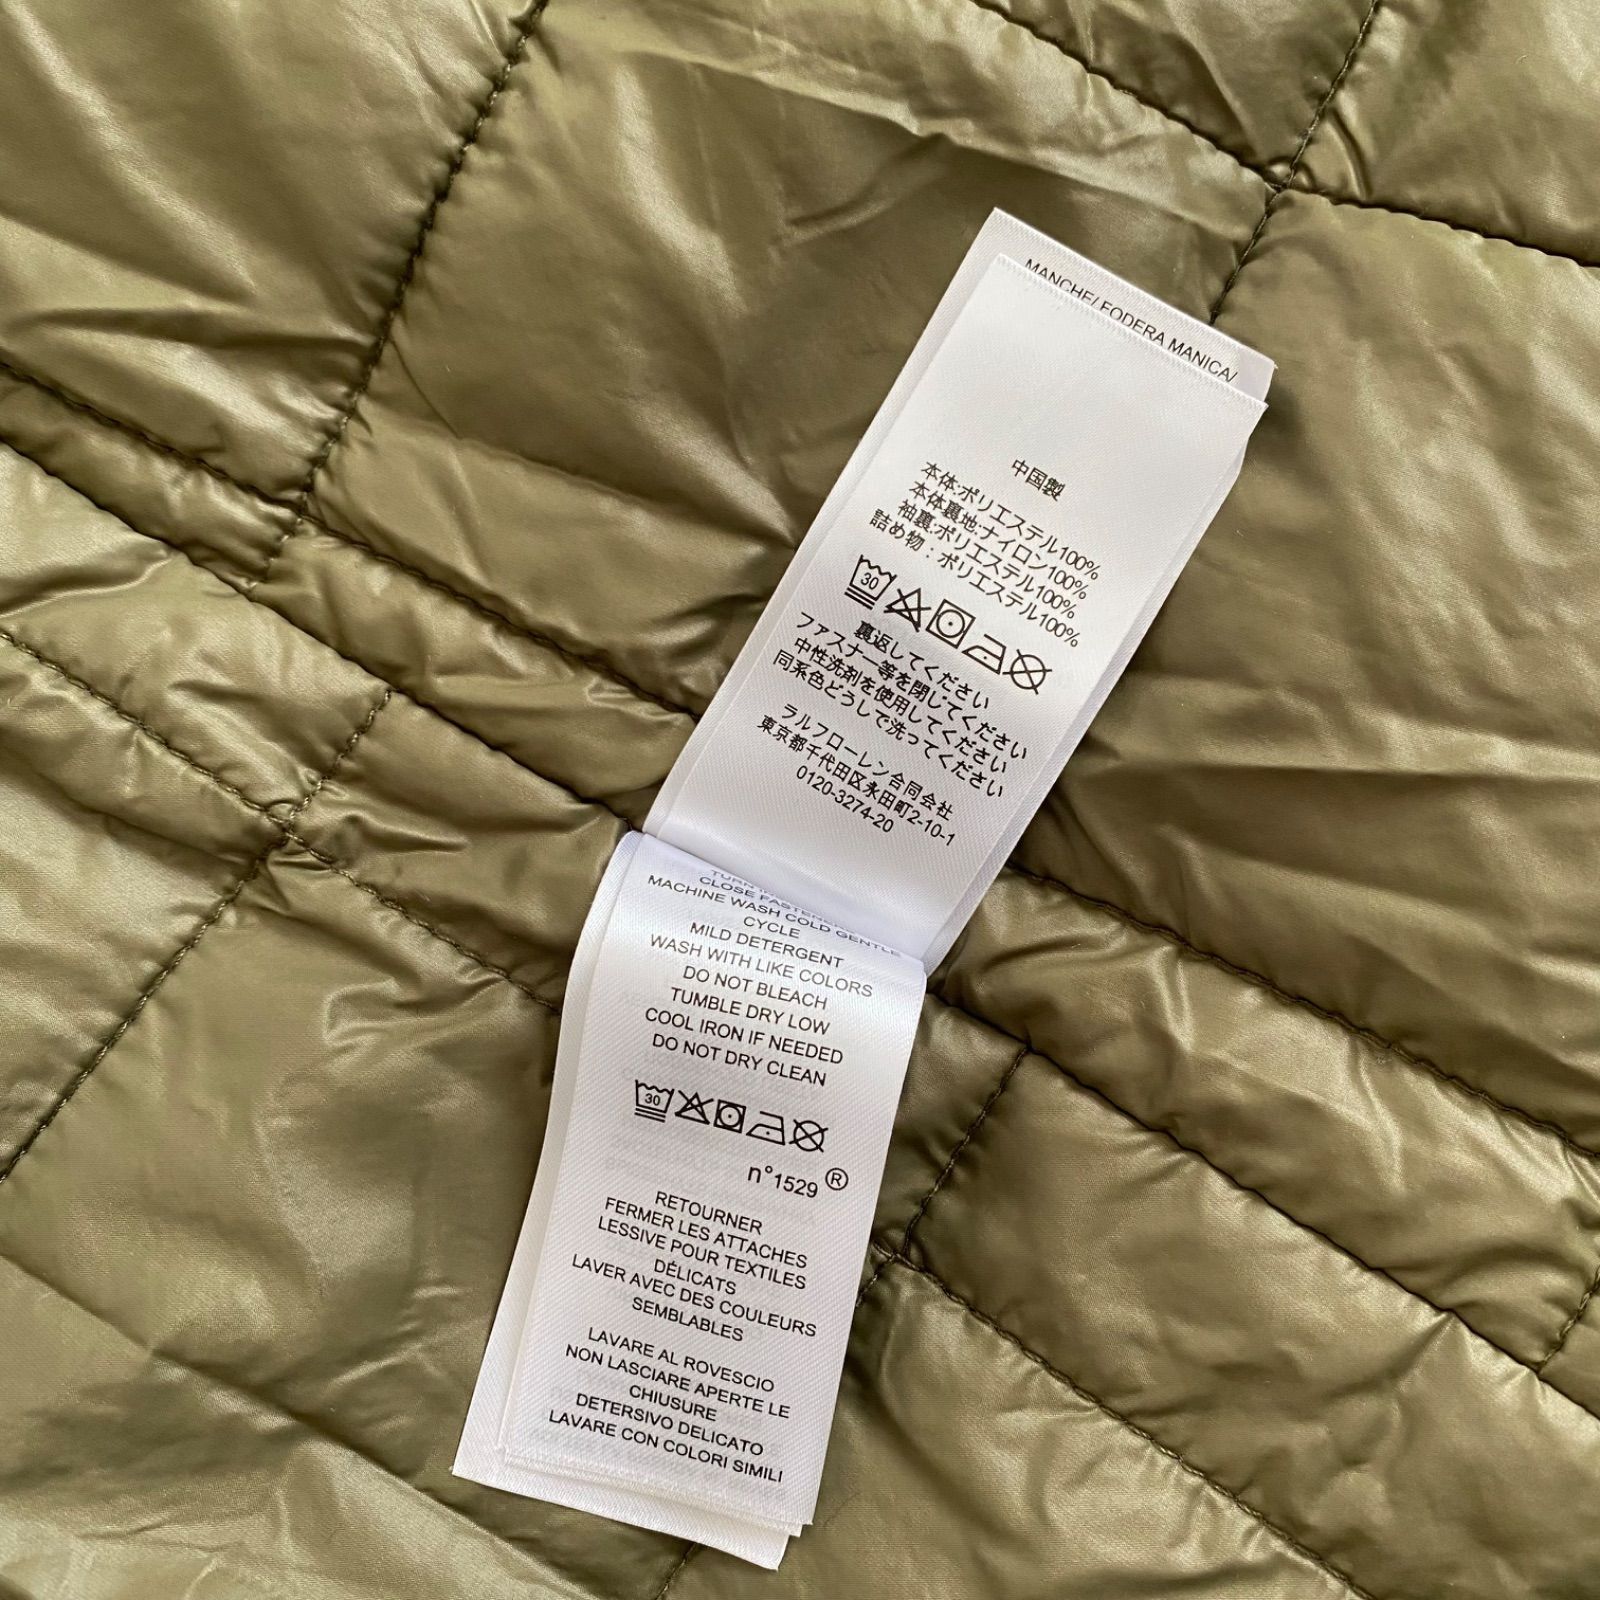 MANCHE/ FODERA MANICA/
中国製
本体:ポリエステル100%
本体裏地:ナイロン100%
袖裏:ポリエステル100%
詰め物：ポリエステル100%
30
裏返してください
ファスナー等を閉じてください
中性洗剤を使用してください
同系色どうしで洗ってください
ラルフローレン合同会社
東京都千代田区永田町2-10-1
0120-3274-20
TURN
CLOSE
MACHINE WASH COLD GENTLE
CYCLE
MILD DETERGENT
WASH WITH LIKE COLORS
DO NOT BLEACH
TUMBLE DRY LOW
COOL IRON IF NEEDED
DO NOT DRY CLEAN
30
n°1529 ®
RETOURNER
FERMER LES ATTACHES
LESSIVE POUR TEXTILES
DÉLICATS
LAVER AVEC DES COULEURS
SEMBLABLES
LAVARE AL ROVESCIO
NON LASCIARE APERTE LE
CHIUSURE
DETERSIVO DELICATO
LAVARE CON COLORI SIMILI